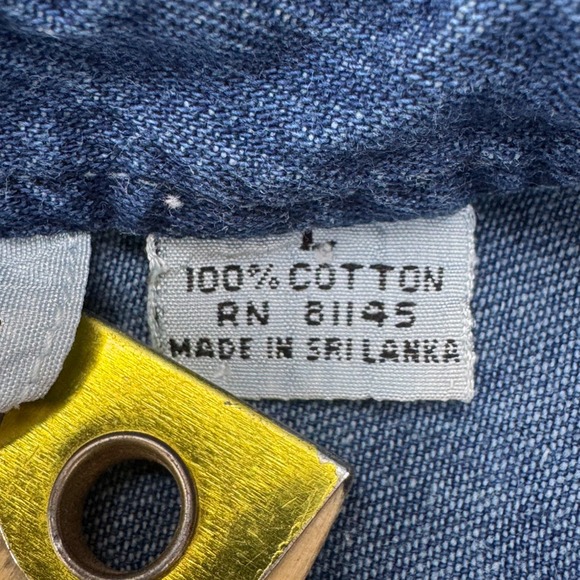 L
100% COTTON
RN 81145
MADE IN SRI LANKA